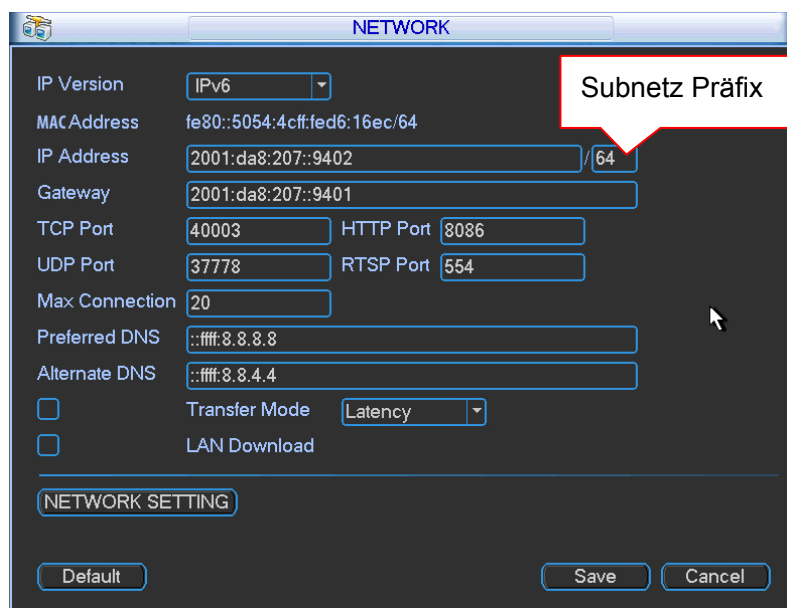 NETWORK
IP Version IPv6
Subnetz Präfix
MAC Address fe80::5054:4cff:fed6:16ec/64
IP Address 2001:da8:207::9402 / 64
Gateway 2001:da8:207::9401
TCP Port 40003 HTTP Port 8086
UDP Port 37778 RTSP Port 554
Max Connection 20
Preferred DNS ::ffff:8.8.8.8
Alternate DNS ::ffff:8.8.4.4
Transfer Mode Latency
LAN Download
NETWORK SETTING
Default Save Cancel